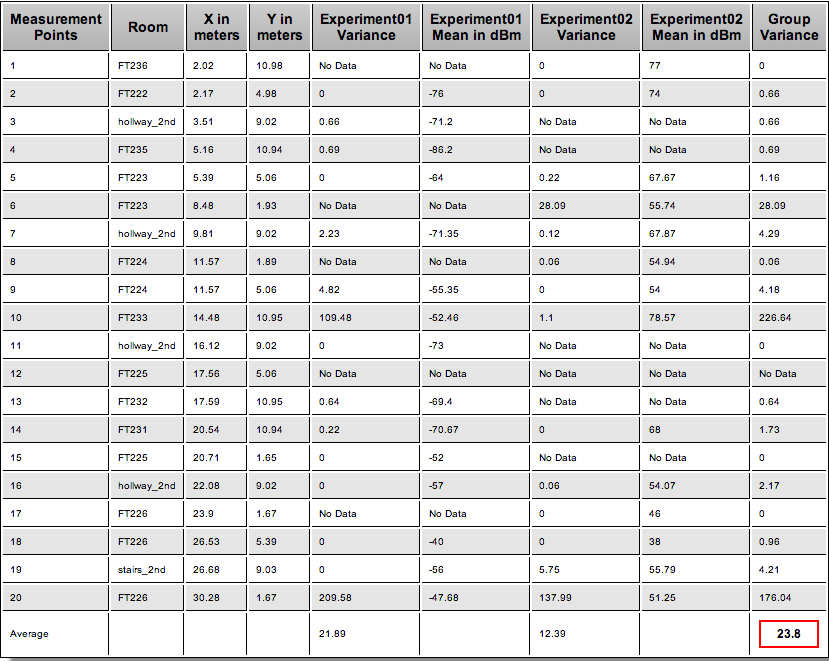 Measurement Points Room X in meters Y in meters Experiment01 Variance Experiment01 Mean in dBm Experiment02 Variance Experiment02 Mean in dBm Group Variance
1 FT236 2.02 10.98 No Data No Data 0 77 0
2 FT222 2.17 4.98 0 -76 0 74 0.66
3 hollway_2nd 3.51 9.02 0.66 -71.2 No Data No Data 0.66
4 FT235 5.16 10.94 0.69 -86.2 No Data No Data 0.69
5 FT223 5.39 5.06 0 -64 0.22 67.67 1.16
6 FT223 8.48 1.93 No Data No Data 28.09 55.74 28.09
7 hollway_2nd 9.81 9.02 2.23 -71.35 0.12 67.87 4.29
8 FT224 11.57 1.89 No Data No Data 0.06 54.94 0.06
9 FT224 11.57 5.06 4.82 -55.35 0 54 4.18
10 FT233 14.48 10.95 109.48 -52.46 1.1 78.57 226.64
11 hollway_2nd 16.12 9.02 0 -73 No Data No Data 0
12 FT225 17.56 5.06 No Data No Data No Data No Data No Data
13 FT232 17.59 10.95 0.64 -69.4 No Data No Data 0.64
14 FT231 20.54 10.94 0.22 -70.67 0 68 1.73
15 FT225 20.71 1.65 0 -52 No Data No Data 0
16 hollway_2nd 22.08 9.02 0 -57 0.06 54.07 2.17
17 FT226 23.9 1.67 No Data No Data 0 46 0
18 FT226 26.53 5.39 0 -40 0 38 0.96
19 stairs_2nd 26.68 9.03 0 -56 5.75 55.79 4.21
20 FT226 30.28 1.67 209.58 -47.68 137.99 51.25 176.04
Average 21.89 12.39 23.8